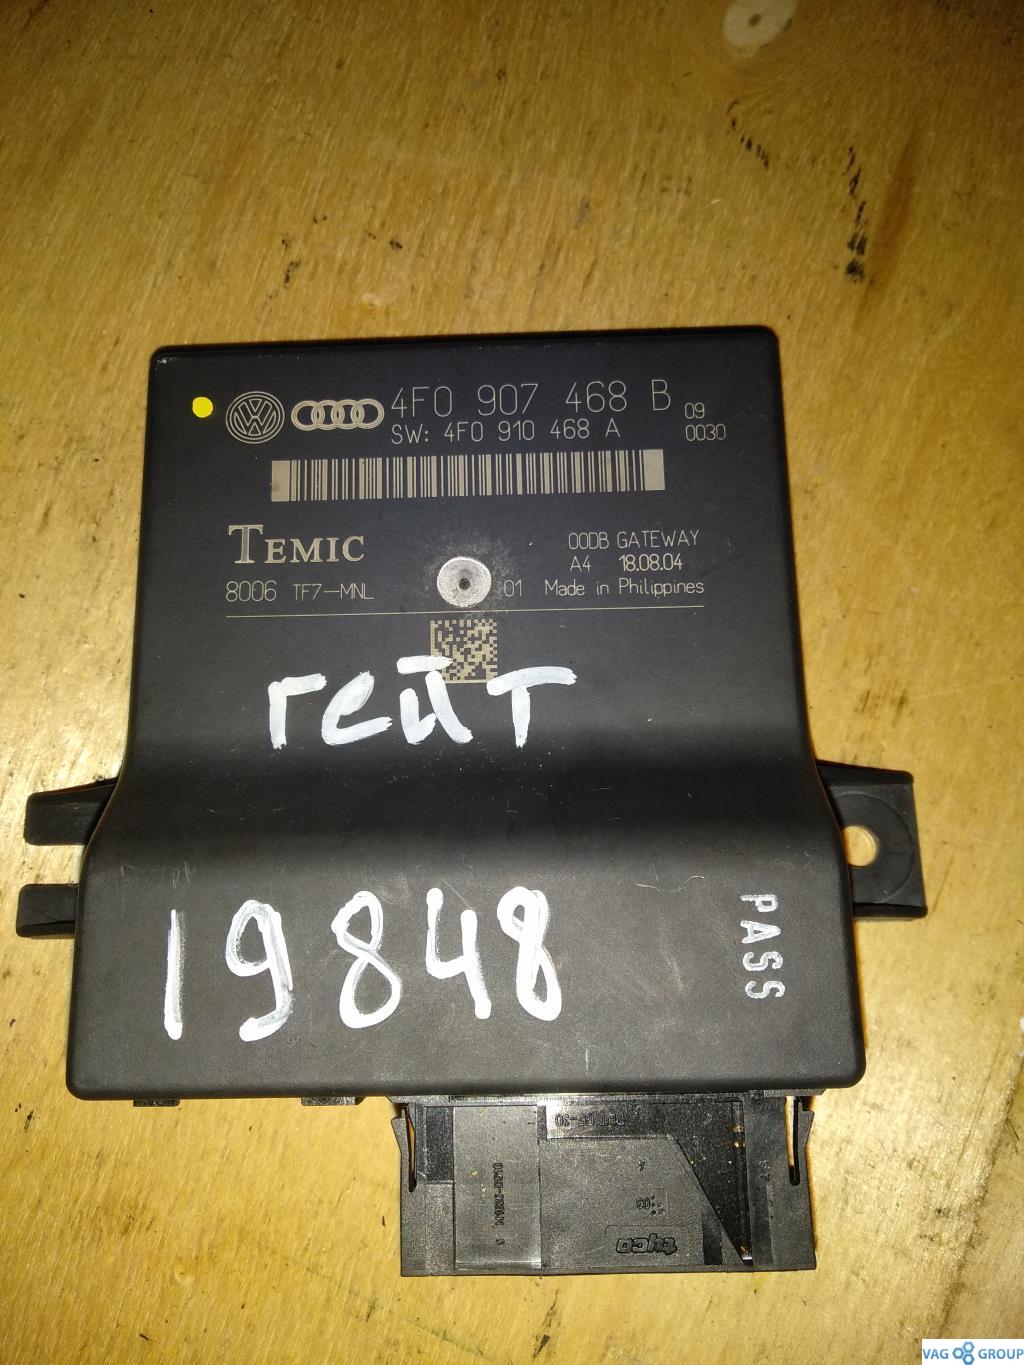 4F0 907 468 B 09
SW: 4F0 910 468 A 0030
TEMIC 00DB GATEWAY
A4 18.08.04
8006 TF7-MNL 01 Made in Philippines
гейт
19848
PASS
tyco
VAG GROUP